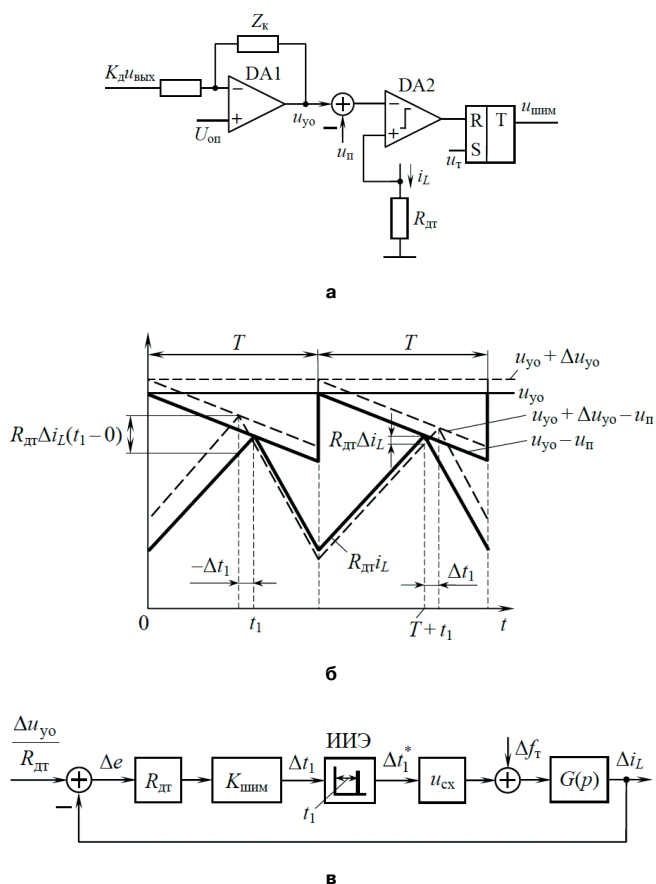 Zк
Kдuвых
DA1
−
+
Uоп
uуо
−
uп
DA2
−
+
iL
Rдт
R T
S
uт
uшим
а
T
T
uуо + Δuуо
uуо
uуо + Δuуо − uп
uуо − uп
RдтΔiL(t1 − 0)
RдтΔiL
RдтiL
−Δt1
Δt1
0
t1
T + t1
t
б
Δuуо
Rдт
−
Δe
Rдт
Kшим
Δt1
ИИЭ
t1
Δt1*
uсх
Δfт
G(p)
ΔiL
в